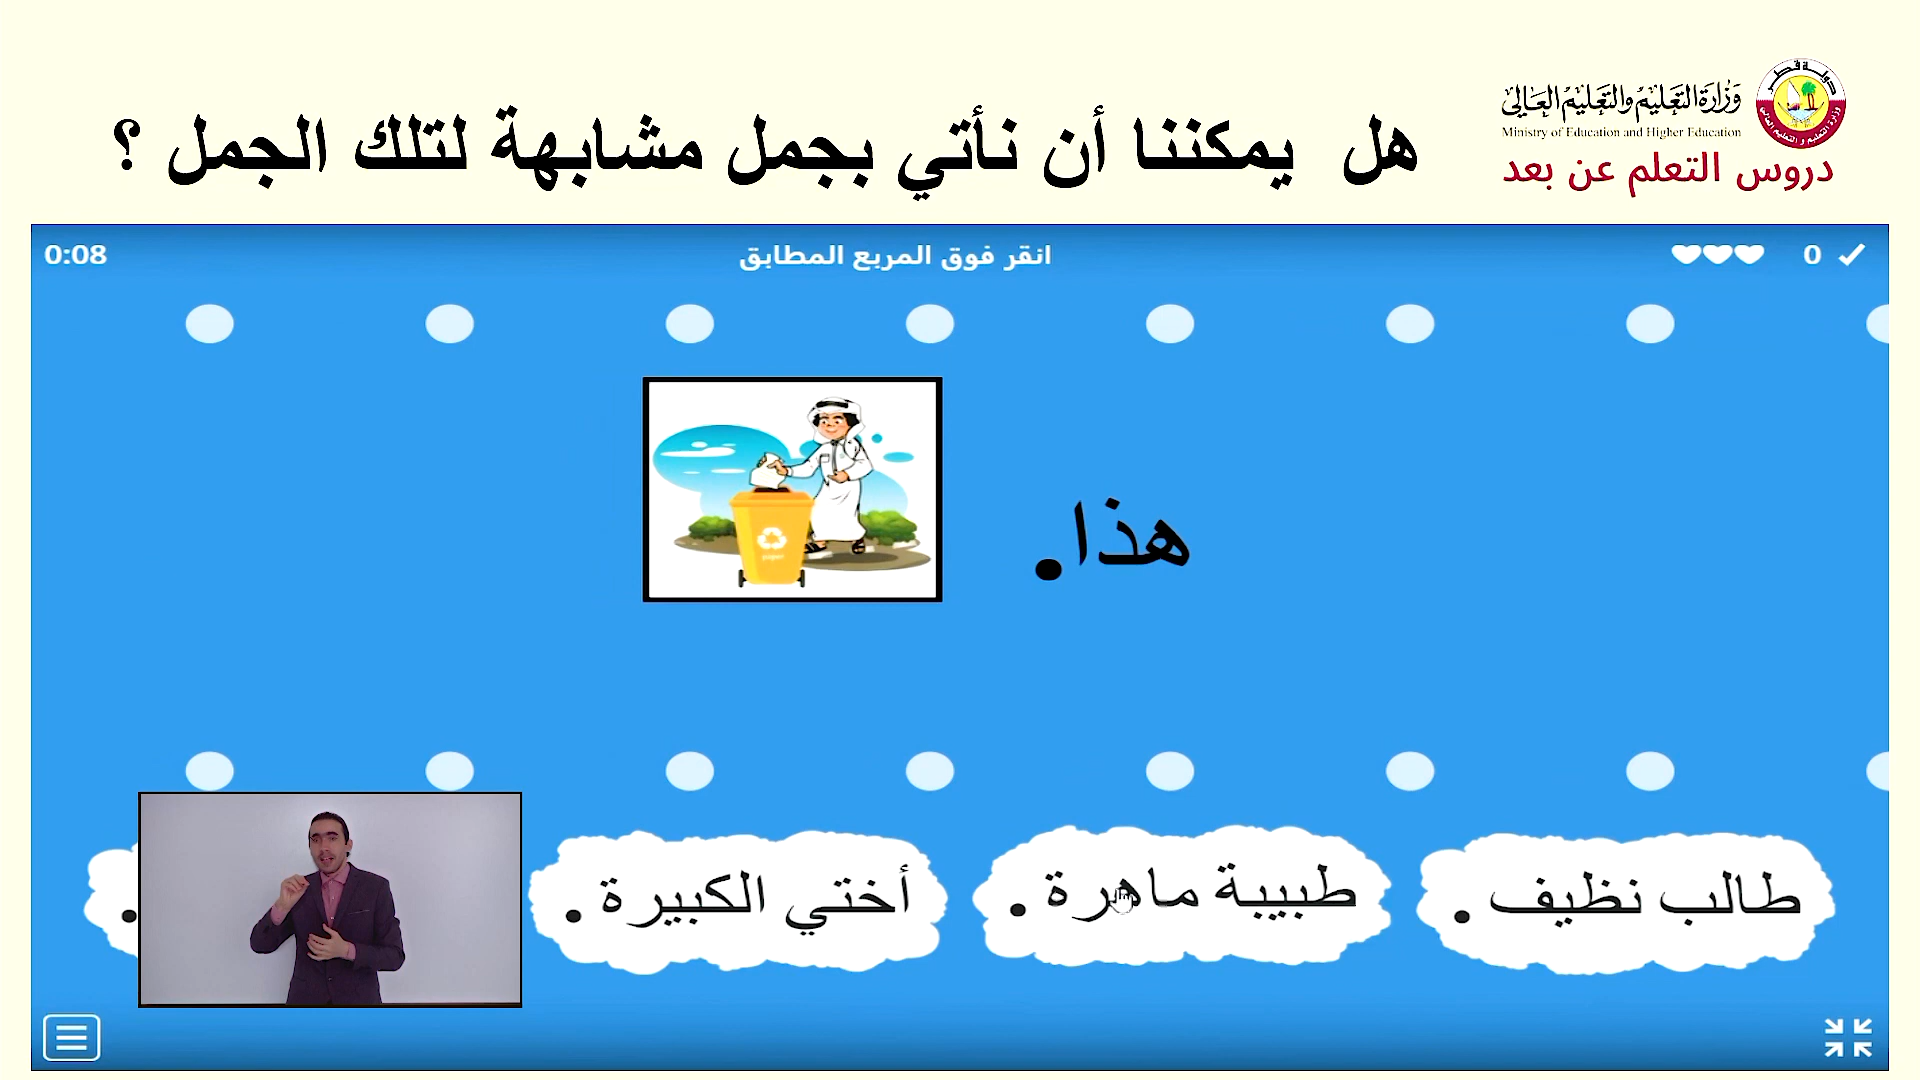 وزارة التعليم والتعليم العالي
Ministry of Education and Higher Education
دروس التعلم عن بعد
هل يمكننا أن نأتي بجمل مشابهة لتلك الجمل ؟
0 انقر فوق المربع المطابق 0:08
هذا.
طالب نظيف .
طبيبة ماهرة .
أختي الكبيرة .